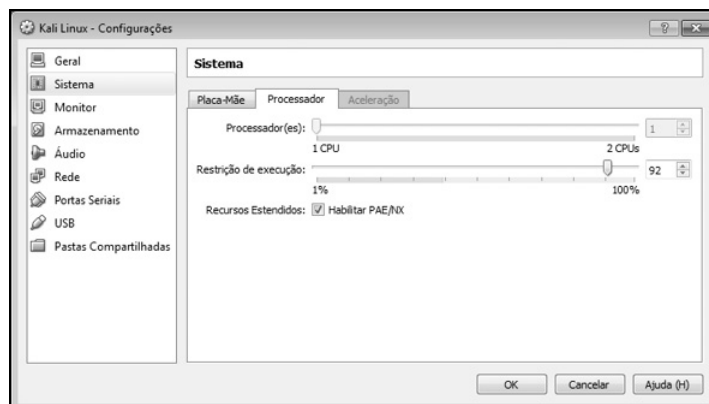 Kali Linux - Configurações
Geral
Sistema
Monitor
Armazenamento
Áudio
Rede
Portas Seriais
USB
Pastas Compartilhadas
Sistema
Placa-Mãe Processador Aceleração
Processador(es): 1
1 CPU 2 CPUs
Restrição de execução: 92
1% 100%
Recursos Estendidos: Habilitar PAE/NX
OK Cancelar Ajuda (H)